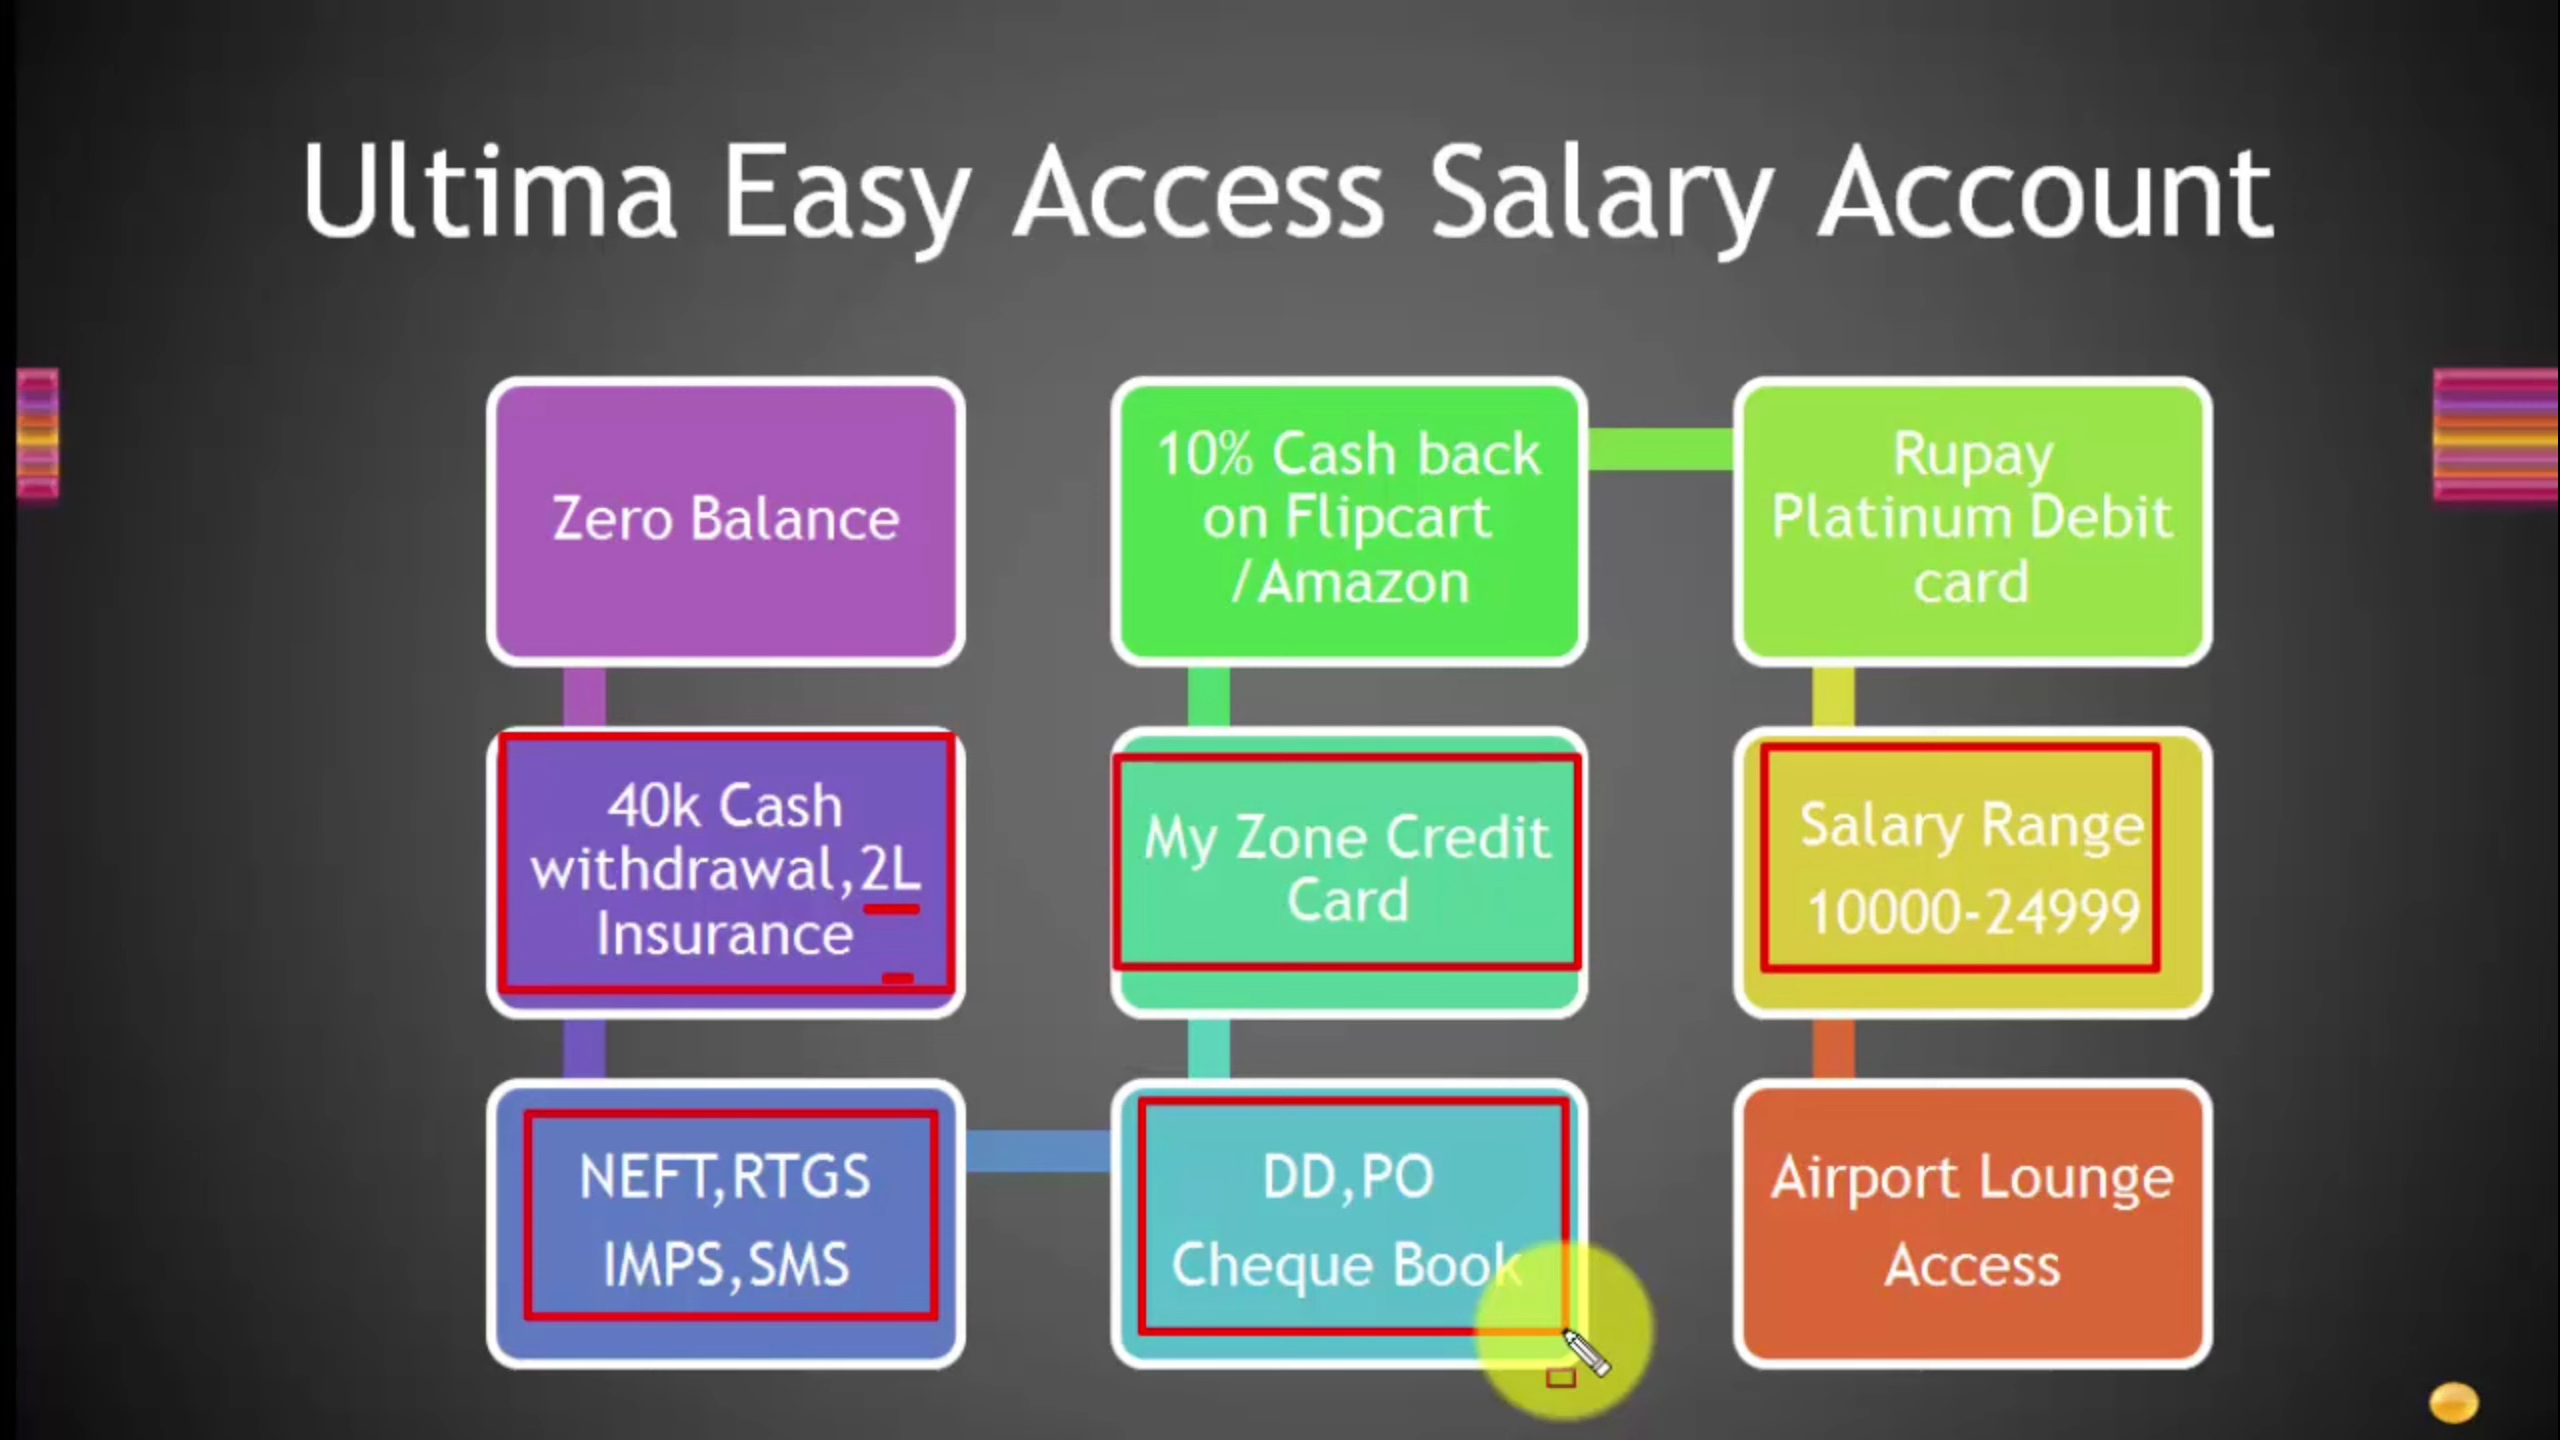 Ultima Easy Access Salary Account
Zero Balance
40k Cash
withdrawal,2L
Insurance
NEFT,RTGS
IMPS,SMS
DD,PO
Cheque Book
My Zone Credit
Card
10% Cash back
on Flipcart
/Amazon
Rupay
Platinum Debit
card
Salary Range
10000-24999
Airport Lounge
Access